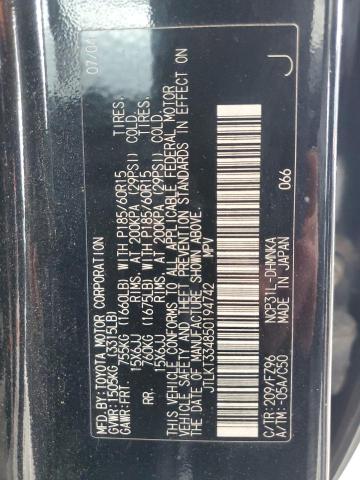 MFD. BY: TOYOTA MOTOR CORPORATION 07/04
GVWR: 1505KG (3315LB)
GAWR: FRT. 755KG (1660LB) WITH P185/60R15 TIRES,
15X6JJ RIMS, AT 200KPA (29PSI) COLD.
RR. 760KG (1675LB) WITH P185/60R15 TIRES,
15X6JJ RIMS, AT 200KPA (29PSI) COLD.
THIS VEHICLE CONFORMS TO ALL APPLICABLE FEDERAL MOTOR
VEHICLE SAFETY AND THEFT PREVENTION STANDARDS IN EFFECT ON
THE DATE OF MANUFACTURE SHOWN ABOVE.
JTLKT334850194742 MPV
J
C/TR: 209/FZ96 NCP31L-DHMNKA
A/TM: -05A/C50 MADE IN JAPAN 066